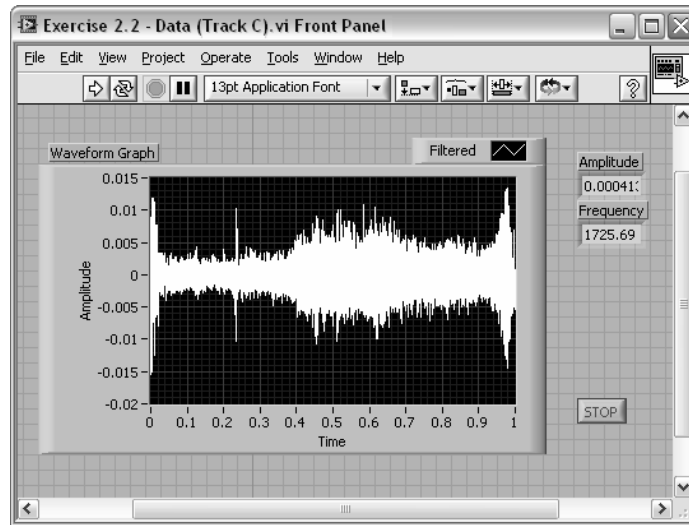 Exercise 2.2 - Data (Track C).vi Front Panel
File Edit View Project Operate Tools Window Help
13pt Application Font
?
Waveform Graph
Filtered
Amplitude
0.015
0.01
0.005
0
-0.005
-0.01
-0.015
-0.02
0 0.1 0.2 0.3 0.4 0.5 0.6 0.7 0.8 0.9 1
Time
Amplitude
Frequency
1725.69
STOP